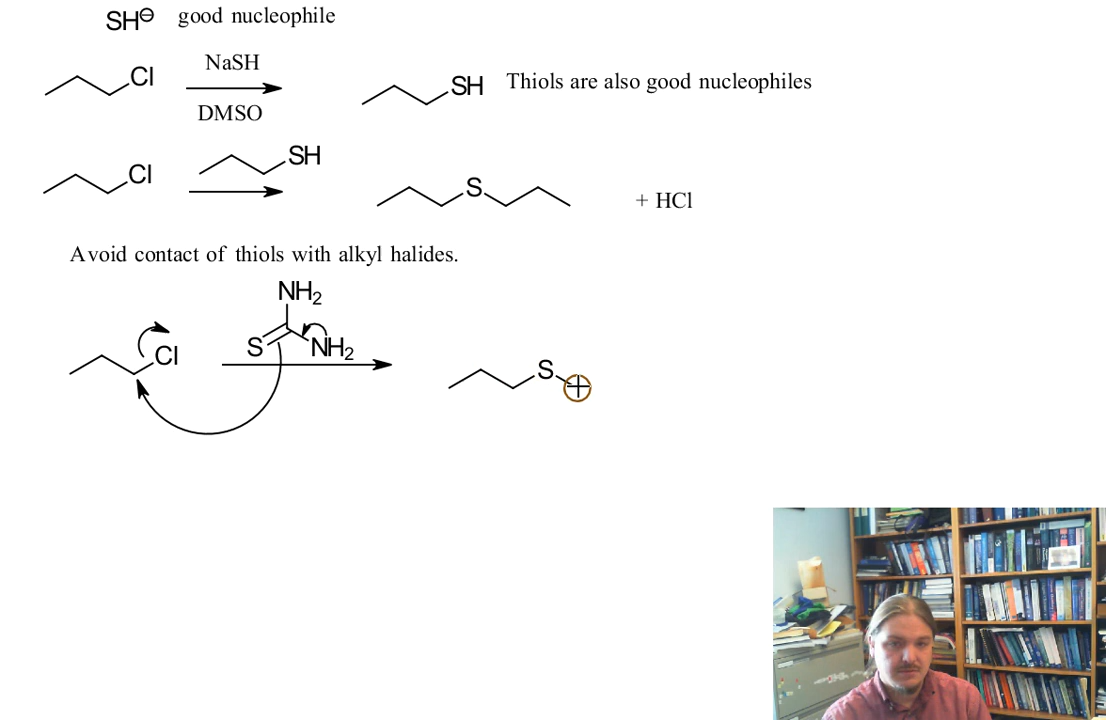 SH⊖ good nucleophile
Cl NaSH SH Thiols are also good nucleophiles
DMSO
Cl SH S + HCl
Avoid contact of thiols with alkyl halides.
NH2
Cl S NH2 S